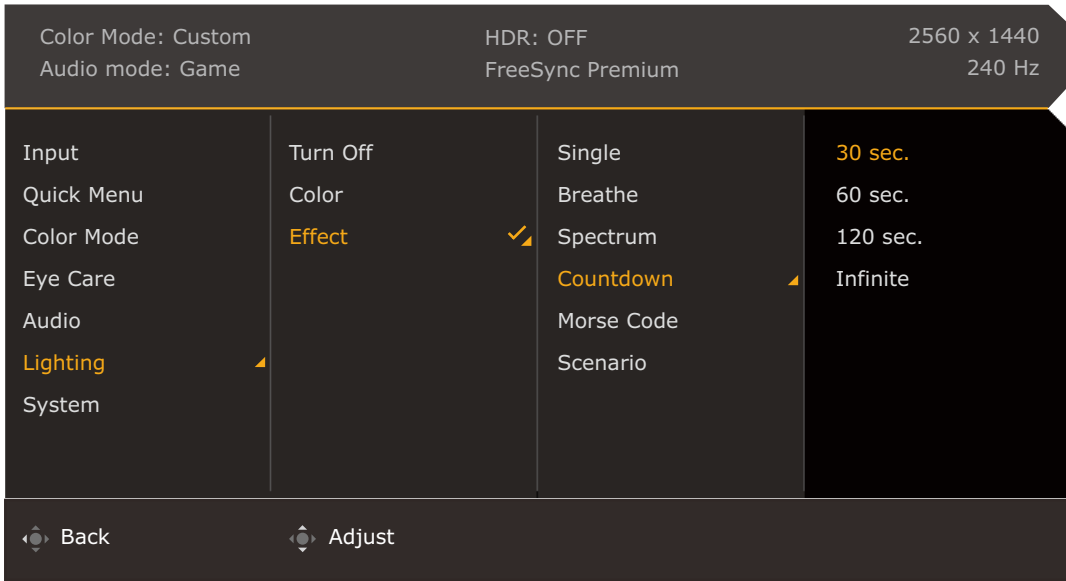 Color Mode: Custom
Audio mode: Game
HDR: OFF
FreeSync Premium
2560 x 1440
240 Hz
Input
Quick Menu
Color Mode
Eye Care
Audio
Lighting
System
Turn Off
Color
Effect
Single
Breathe
Spectrum
Countdown
Morse Code
Scenario
30 sec.
60 sec.
120 sec.
Infinite
Back
Adjust